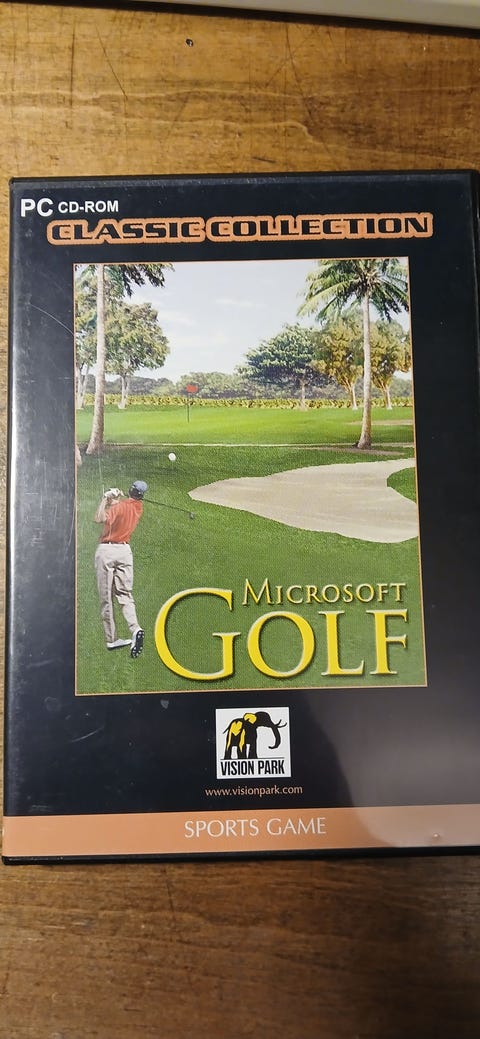 PC CD-ROM
CLASSIC COLLECTION
MICROSOFT
GOLF
VISION PARK
www.visionpark.com
SPORTS GAME